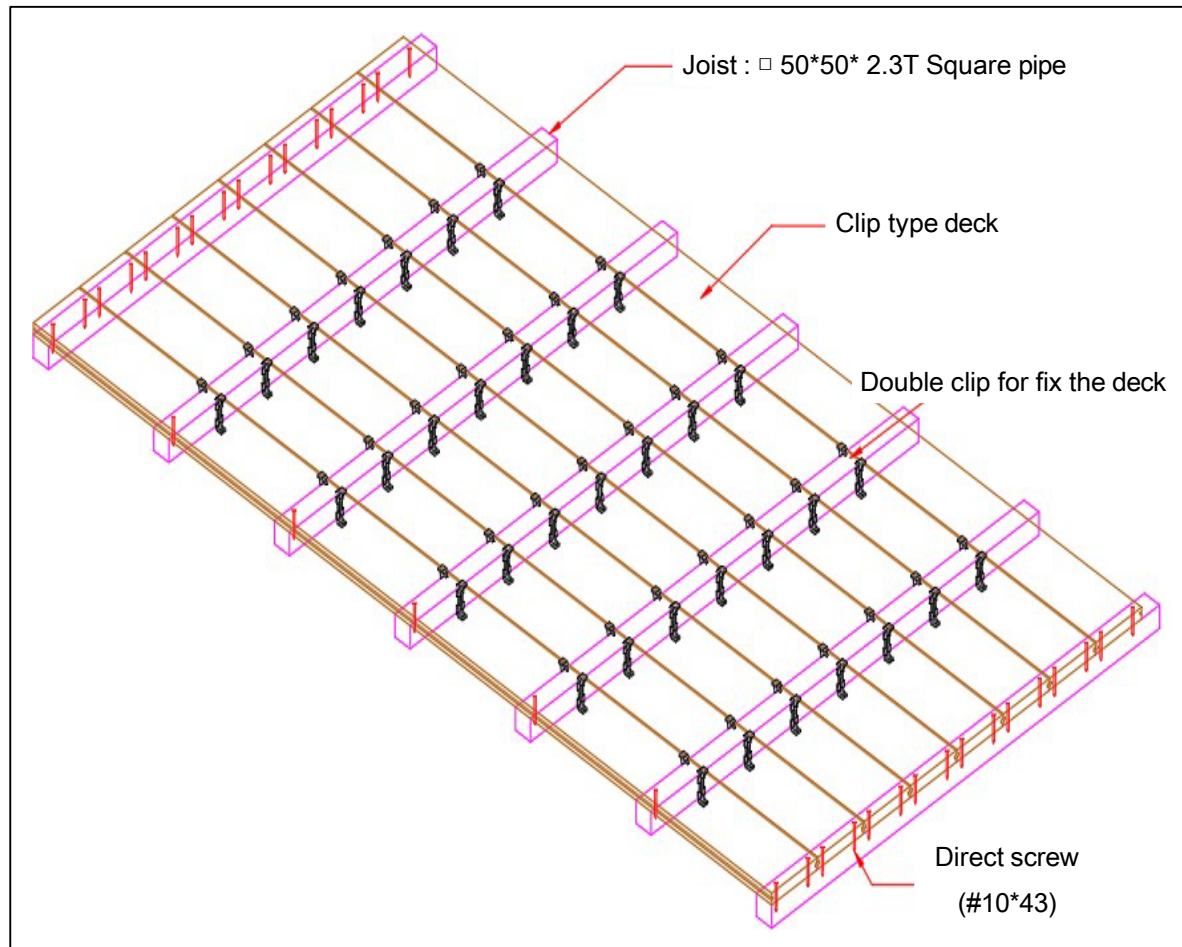 Joist : □ 50*50* 2.3T Square pipe
Clip type deck
Double clip for fix the deck
Direct screw
(#10*43)